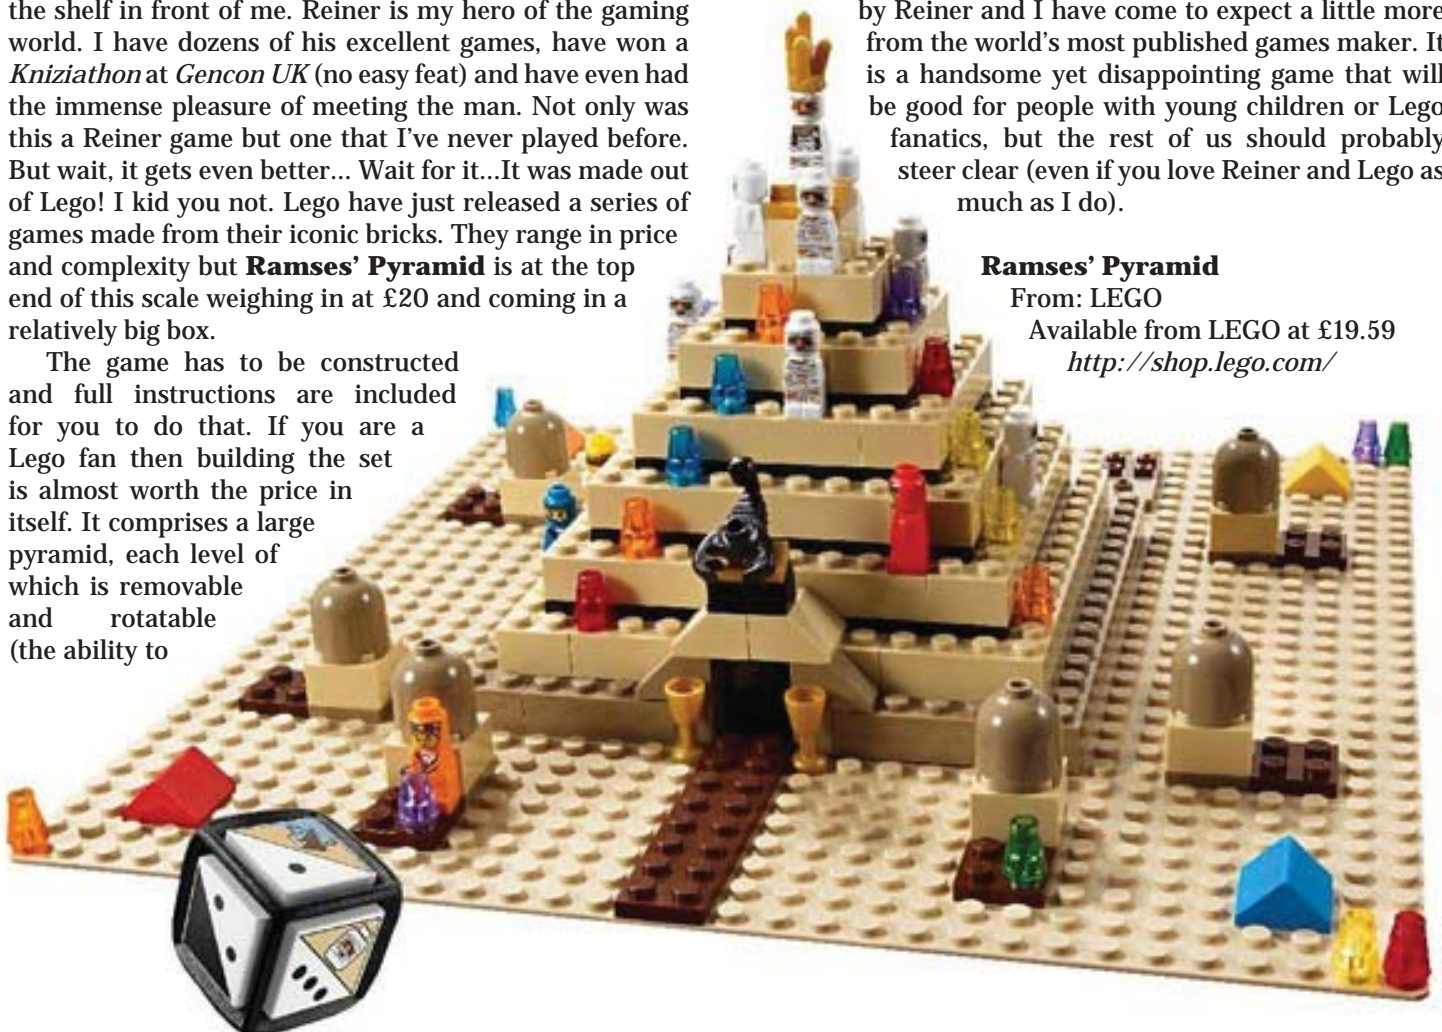 the shelf in front of me. Reiner is my hero of the gaming
world. I have dozens of his excellent games, have won a
Kniziathon at Gencon UK (no easy feat) and have even had
the immense pleasure of meeting the man. Not only was
this a Reiner game but one that I've never played before.
But wait, it gets even better... Wait for it...It was made out
of Lego! I kid you not. Lego have just released a series of
games made from their iconic bricks. They range in price
and complexity but Ramses' Pyramid is at the top
end of this scale weighing in at £20 and coming in a
relatively big box.
The game has to be constructed
and full instructions are included
for you to do that. If you are a
Lego fan then building the set
is almost worth the price in
itself. It comprises a large
pyramid, each level of
which is removable
and rotatable
(the ability to
by Reiner and I have come to expect a little more
from the world's most published games maker. It
is a handsome yet disappointing game that will
be good for people with young children or Lego
fanatics, but the rest of us should probably
steer clear (even if you love Reiner and Lego as
much as I do).
Ramses' Pyramid
From: LEGO
Available from LEGO at £19.59
http://shop.lego.com/